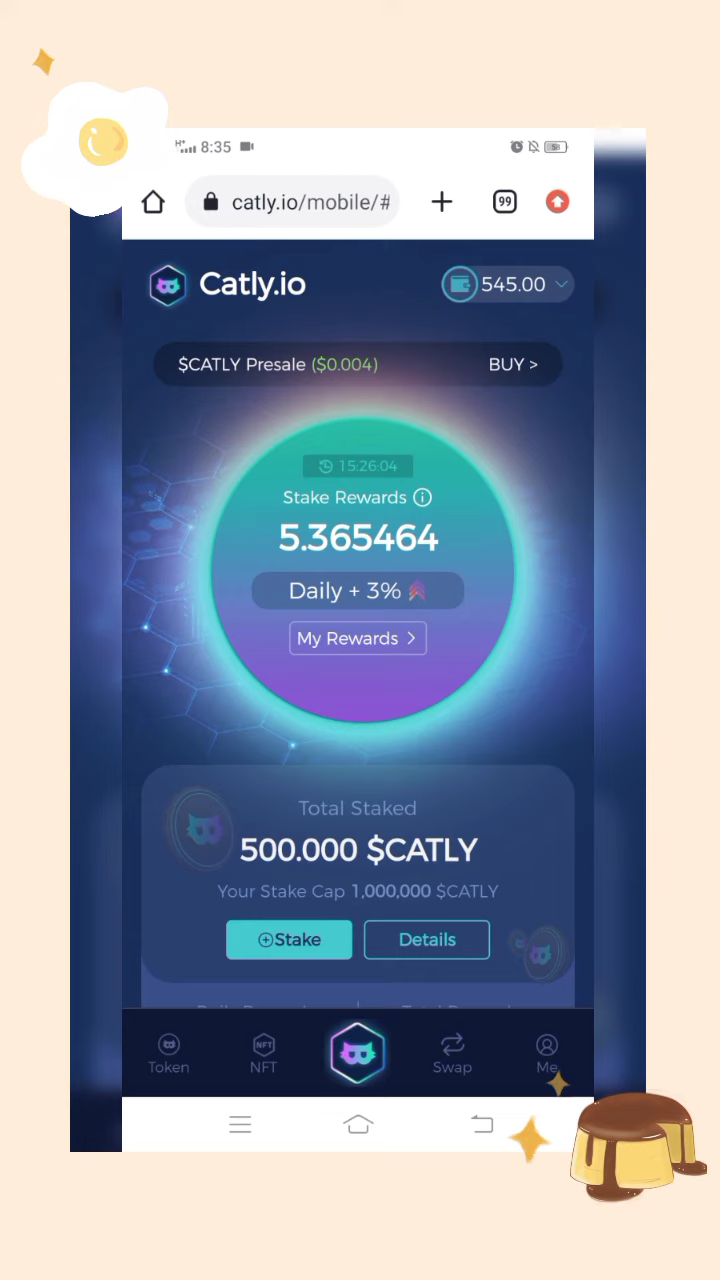 8:35
catly.io/mobile/#
99
Catly.io
545.00
$CATLY Presale ($0.004)
BUY >
15:26:04
Stake Rewards
5.365464
Daily + 3%
My Rewards >
Total Staked
500.000 $CATLY
Your Stake Cap 1,000,000 $CATLY
Stake
Details
Token
NFT
NFT
Swap
Me